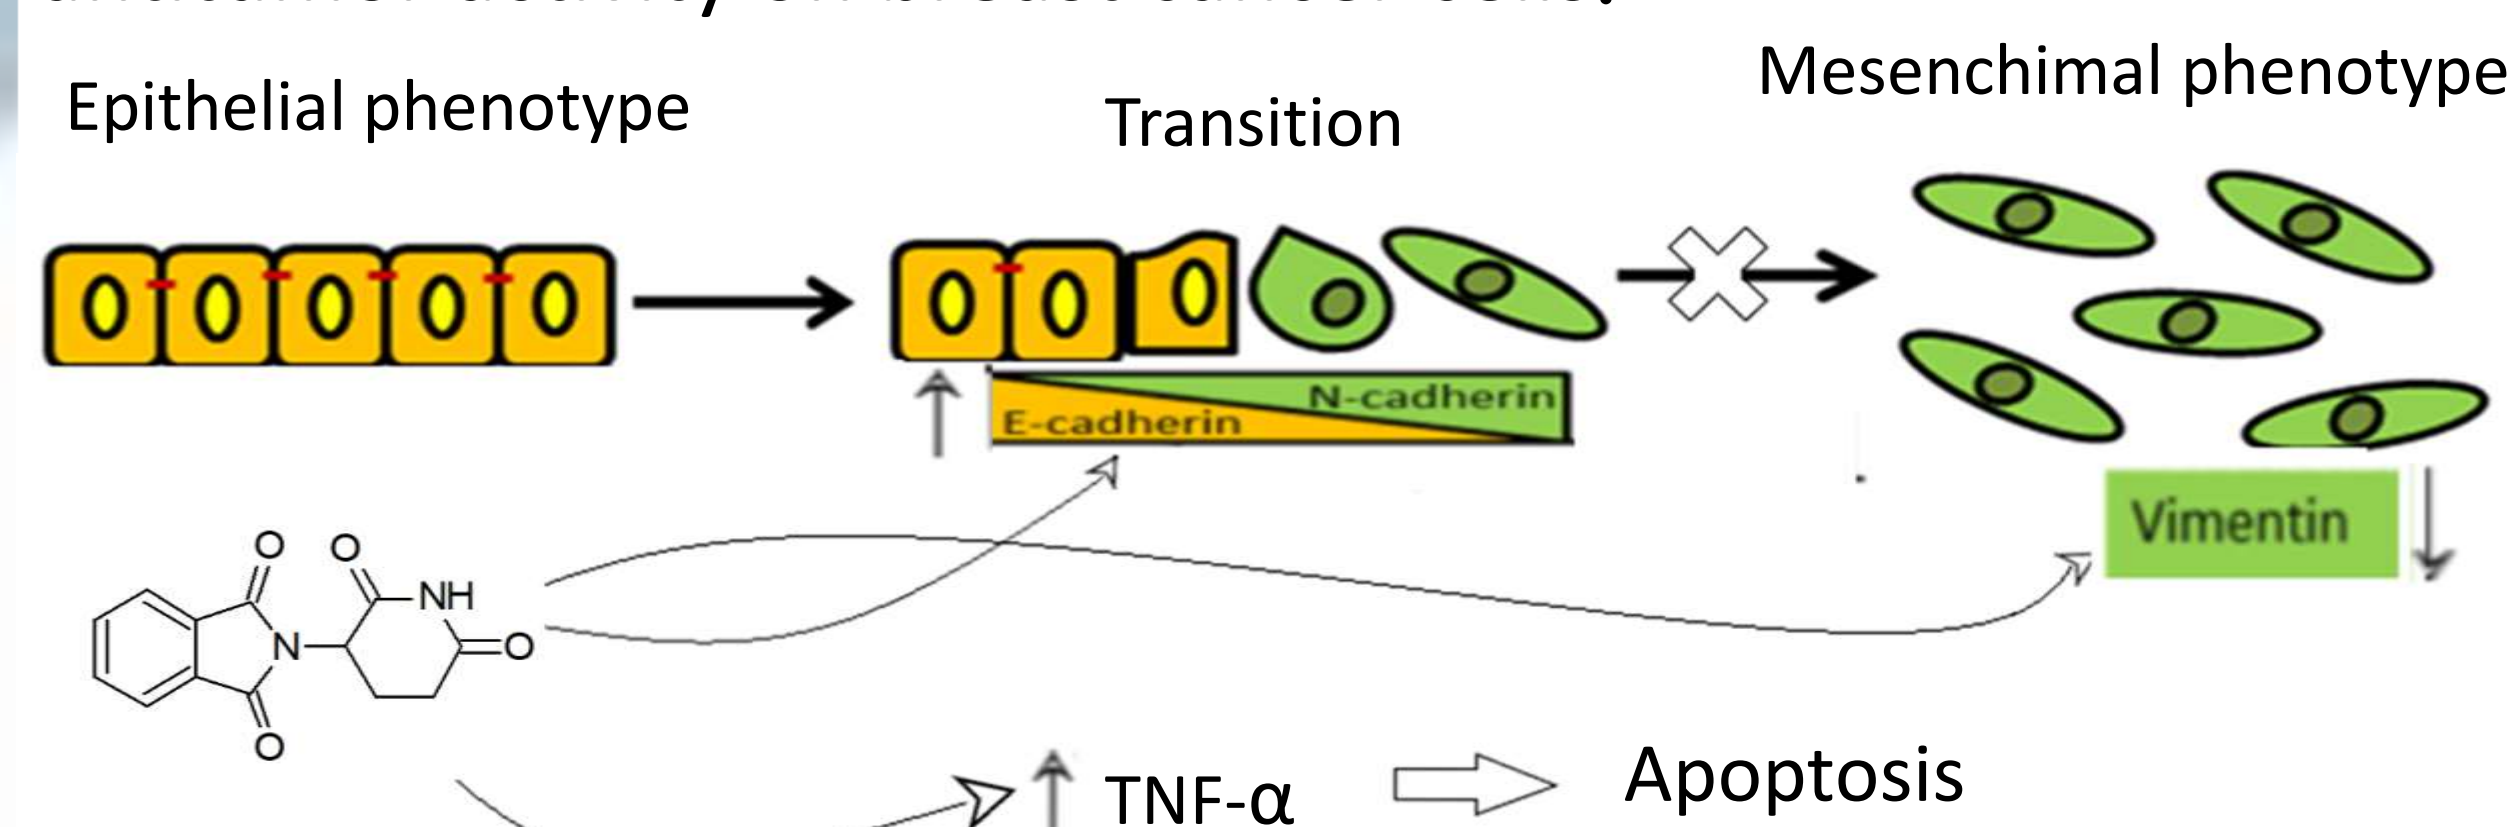 Epithelial phenotype
Transition
Mesenchimal phenotype
N-cadherin
E-cadherin
Vimentin
O
O
NH
N
O
O
TNF-α
Apoptosis